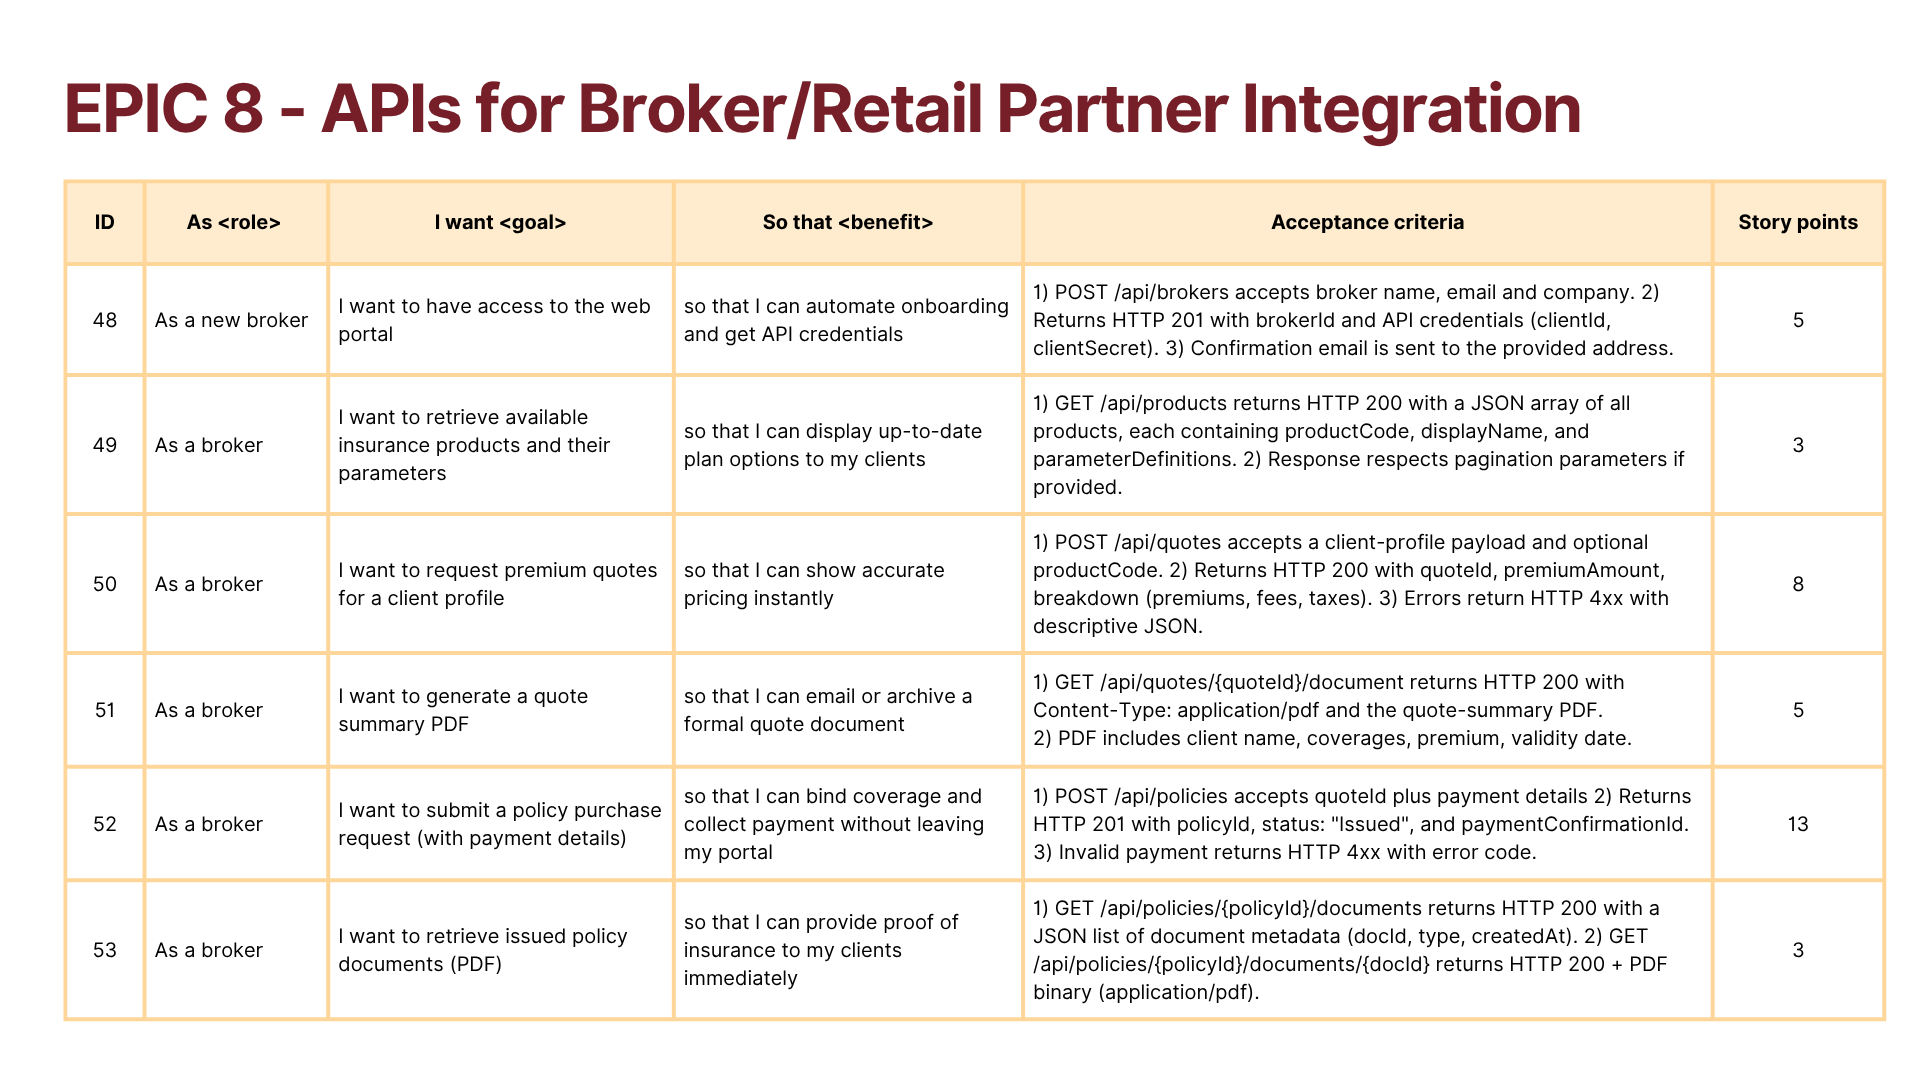 EPIC 8 - APIs for Broker/Retail Partner Integration
ID
As <role>
I want <goal>
So that <benefit>
Acceptance criteria
Story points
48
As a new broker
I want to have access to the web
portal
so that I can automate onboarding
and get API credentials
1) POST /api/brokers accepts broker name, email and company. 2)
Returns HTTP 201 with brokerId and API credentials (clientId,
clientSecret). 3) Confirmation email is sent to the provided address.
5
49
As a broker
I want to retrieve available
insurance products and their
parameters
so that I can display up-to-date
plan options to my clients
1) GET /api/products returns HTTP 200 with a JSON array of all
products, each containing productCode, displayName, and
parameterDefinitions. 2) Response respects pagination parameters if
provided.
3
50
As a broker
I want to request premium quotes
for a client profile
so that I can show accurate
pricing instantly
1) POST /api/quotes accepts a client-profile payload and optional
productCode. 2) Returns HTTP 200 with quoteId, premiumAmount,
breakdown (premiums, fees, taxes). 3) Errors return HTTP 4xx with
descriptive JSON.
8
51
As a broker
I want to generate a quote
summary PDF
so that I can email or archive a
formal quote document
1) GET /api/quotes/{quoteId}/document returns HTTP 200 with
Content-Type: application/pdf and the quote-summary PDF.
2) PDF includes client name, coverages, premium, validity date.
5
52
As a broker
I want to submit a policy purchase
request (with payment details)
so that I can bind coverage and
collect payment without leaving
my portal
1) POST /api/policies accepts quoteId plus payment details 2) Returns
HTTP 201 with policyId, status: "Issued", and paymentConfirmationId.
3) Invalid payment returns HTTP 4xx with error code.
13
53
As a broker
I want to retrieve issued policy
documents (PDF)
so that I can provide proof of
insurance to my clients
immediately
1) GET /api/policies/{policyId}/documents returns HTTP 200 with a
JSON list of document metadata (docId, type, createdAt). 2) GET
/api/policies/{policyId}/documents/{docId} returns HTTP 200 + PDF
binary (application/pdf).
3